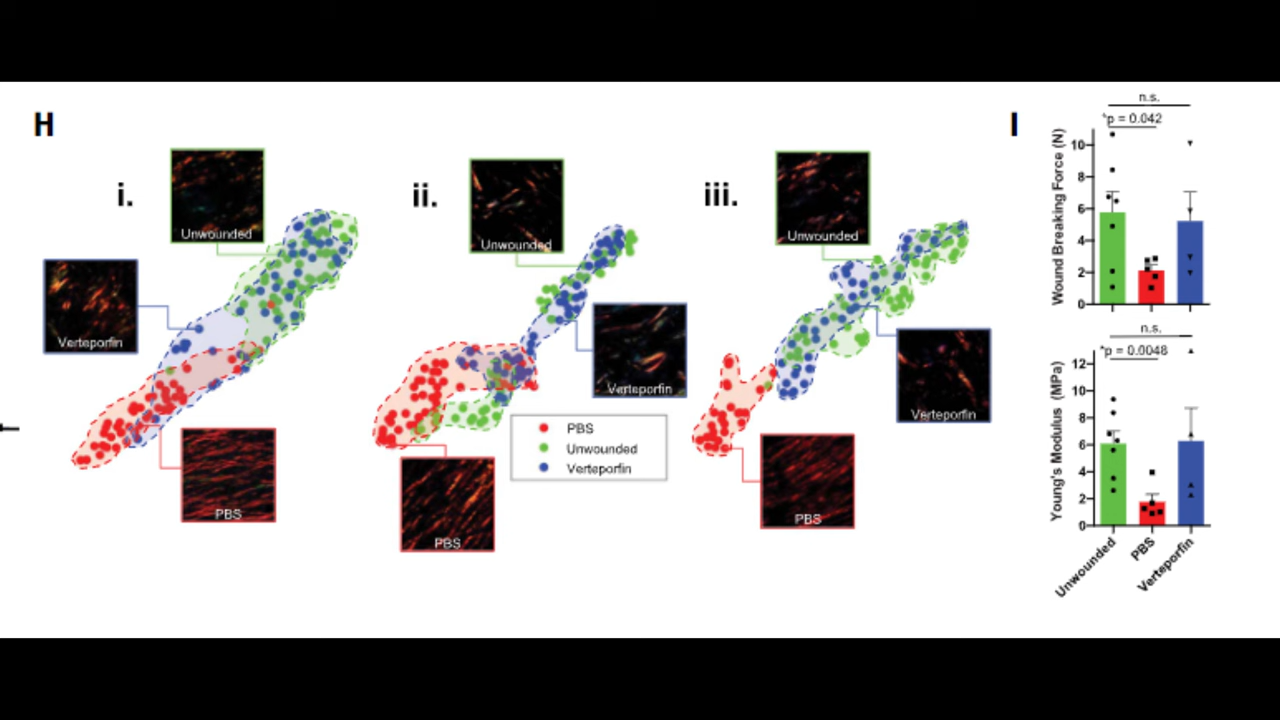 H
i.
Unwounded
Verteporfin
PBS
ii.
Unwounded
Verteporfin
PBS
PBS
Unwounded
Verteporfin
iii.
Unwounded
Verteporfin
PBS
I
n.s.
*p = 0.042
Wound Breaking Force (N)
10
8
6
4
2
0
n.s.
*p = 0.0048
Young's Modulus (MPa)
12
10
8
6
4
2
0
Unwounded
PBS
Verteporfin